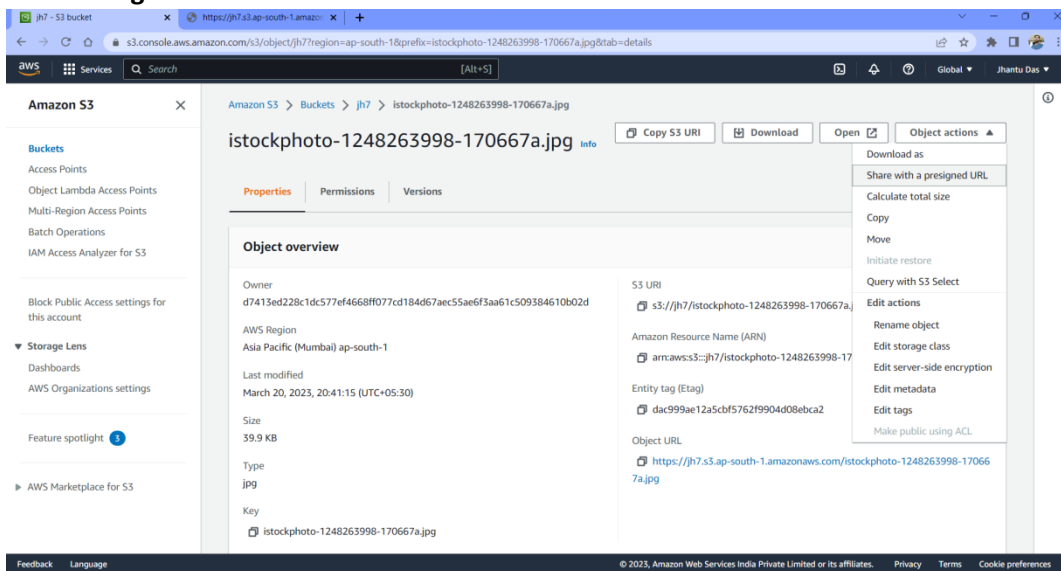 jh7 - S3 bucket
https://jh7.s3.ap-south-1.amazon
s3.console.aws.amazon.com/s3/object/jh7?region=ap-south-1&prefix=istockphoto-1248263998-170667a.jpg&tab=details
aws Services Search [Alt+S] Global Jhantu Das
Amazon S3
Buckets
Access Points
Object Lambda Access Points
Multi-Region Access Points
Batch Operations
IAM Access Analyzer for S3
Block Public Access settings for
this account
Storage Lens
Dashboards
AWS Organizations settings
Feature spotlight 3
AWS Marketplace for S3
Amazon S3 > Buckets > jh7 > istockphoto-1248263998-170667a.jpg
istockphoto-1248263998-170667a.jpg Info
Copy S3 URI Download Open Object actions
Download as
Share with a presigned URL
Calculate total size
Copy
Move
Initiate restore
Query with S3 Select
Edit actions
Rename object
Edit storage class
Edit server-side encryption
Edit metadata
Edit tags
Make public using ACL
Properties Permissions Versions
Object overview
Owner
d7413ed228c1dc577ef4668ff077cd184d67aec55ae6f3aa61c509384610b02d
AWS Region
Asia Pacific (Mumbai) ap-south-1
Last modified
March 20, 2023, 20:41:15 (UTC+05:30)
Size
39.9 KB
Type
jpg
Key
istockphoto-1248263998-170667a.jpg
S3 URI
s3://jh7/istockphoto-1248263998-170667a.j
Amazon Resource Name (ARN)
arn:aws:s3:::jh7/istockphoto-1248263998-17
Entity tag (Etag)
dac999ae12a5cbf5762f9904d08ebca2
Object URL
https://jh7.s3.ap-south-1.amazonaws.com/istockphoto-1248263998-17066
7a.jpg
Feedback Language © 2023, Amazon Web Services India Private Limited or its affiliates. Privacy Terms Cookie preferences